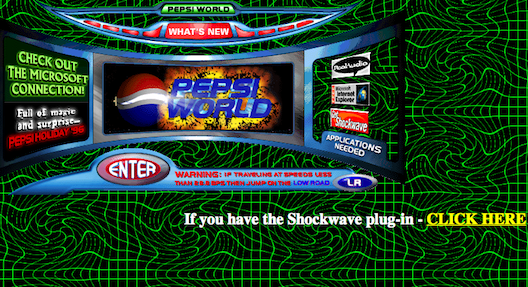 PEPSI WORLD
WHAT'S NEW
CHECK OUT
THE MICROSOFT
CONNECTION!
Full of magic
and surprise—
PEPSI HOLIDAY '96
PEPSI
WORLD
RealAudio
Microsoft
Internet
Explorer
Shockwave
APPLICATIONS
NEEDED
ENTER
WARNING: IF TRAVELING AT SPEEDS LESS
THAN 28.8 BPS THEN JUMP ON THE LOW ROAD
LR
If you have the Shockwave plug-in - CLICK HERE